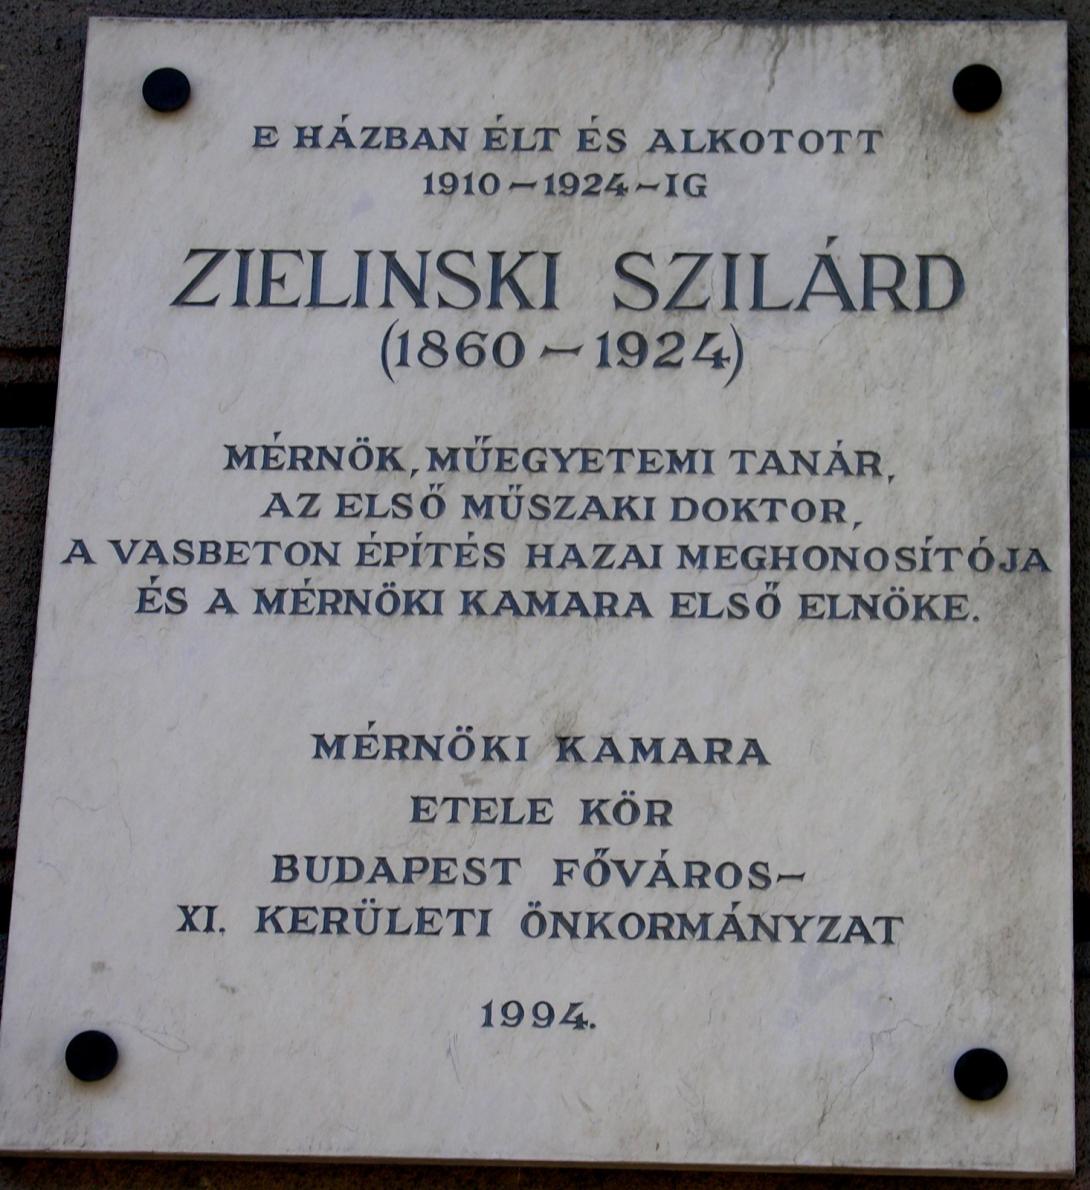 E HÁZBAN ÉLT ÉS ALKOTOTT
1910–1924–IG
ZIELINSKI SZILÁRD
(1860–1924)
MÉRNÖK, MŰEGYETEMI TANÁR,
AZ ELSŐ MŰSZAKI DOKTOR,
A VASBETON ÉPÍTÉS HAZAI MEGHONOSÍTÓJA
ÉS A MÉRNÖKI KAMARA ELSŐ ELNÖKE.
MÉRNÖKI KAMARA
ETELE KÖR
BUDAPEST FŐVÁROS–
XI. KERÜLETI ÖNKORMÁNYZAT
1994.